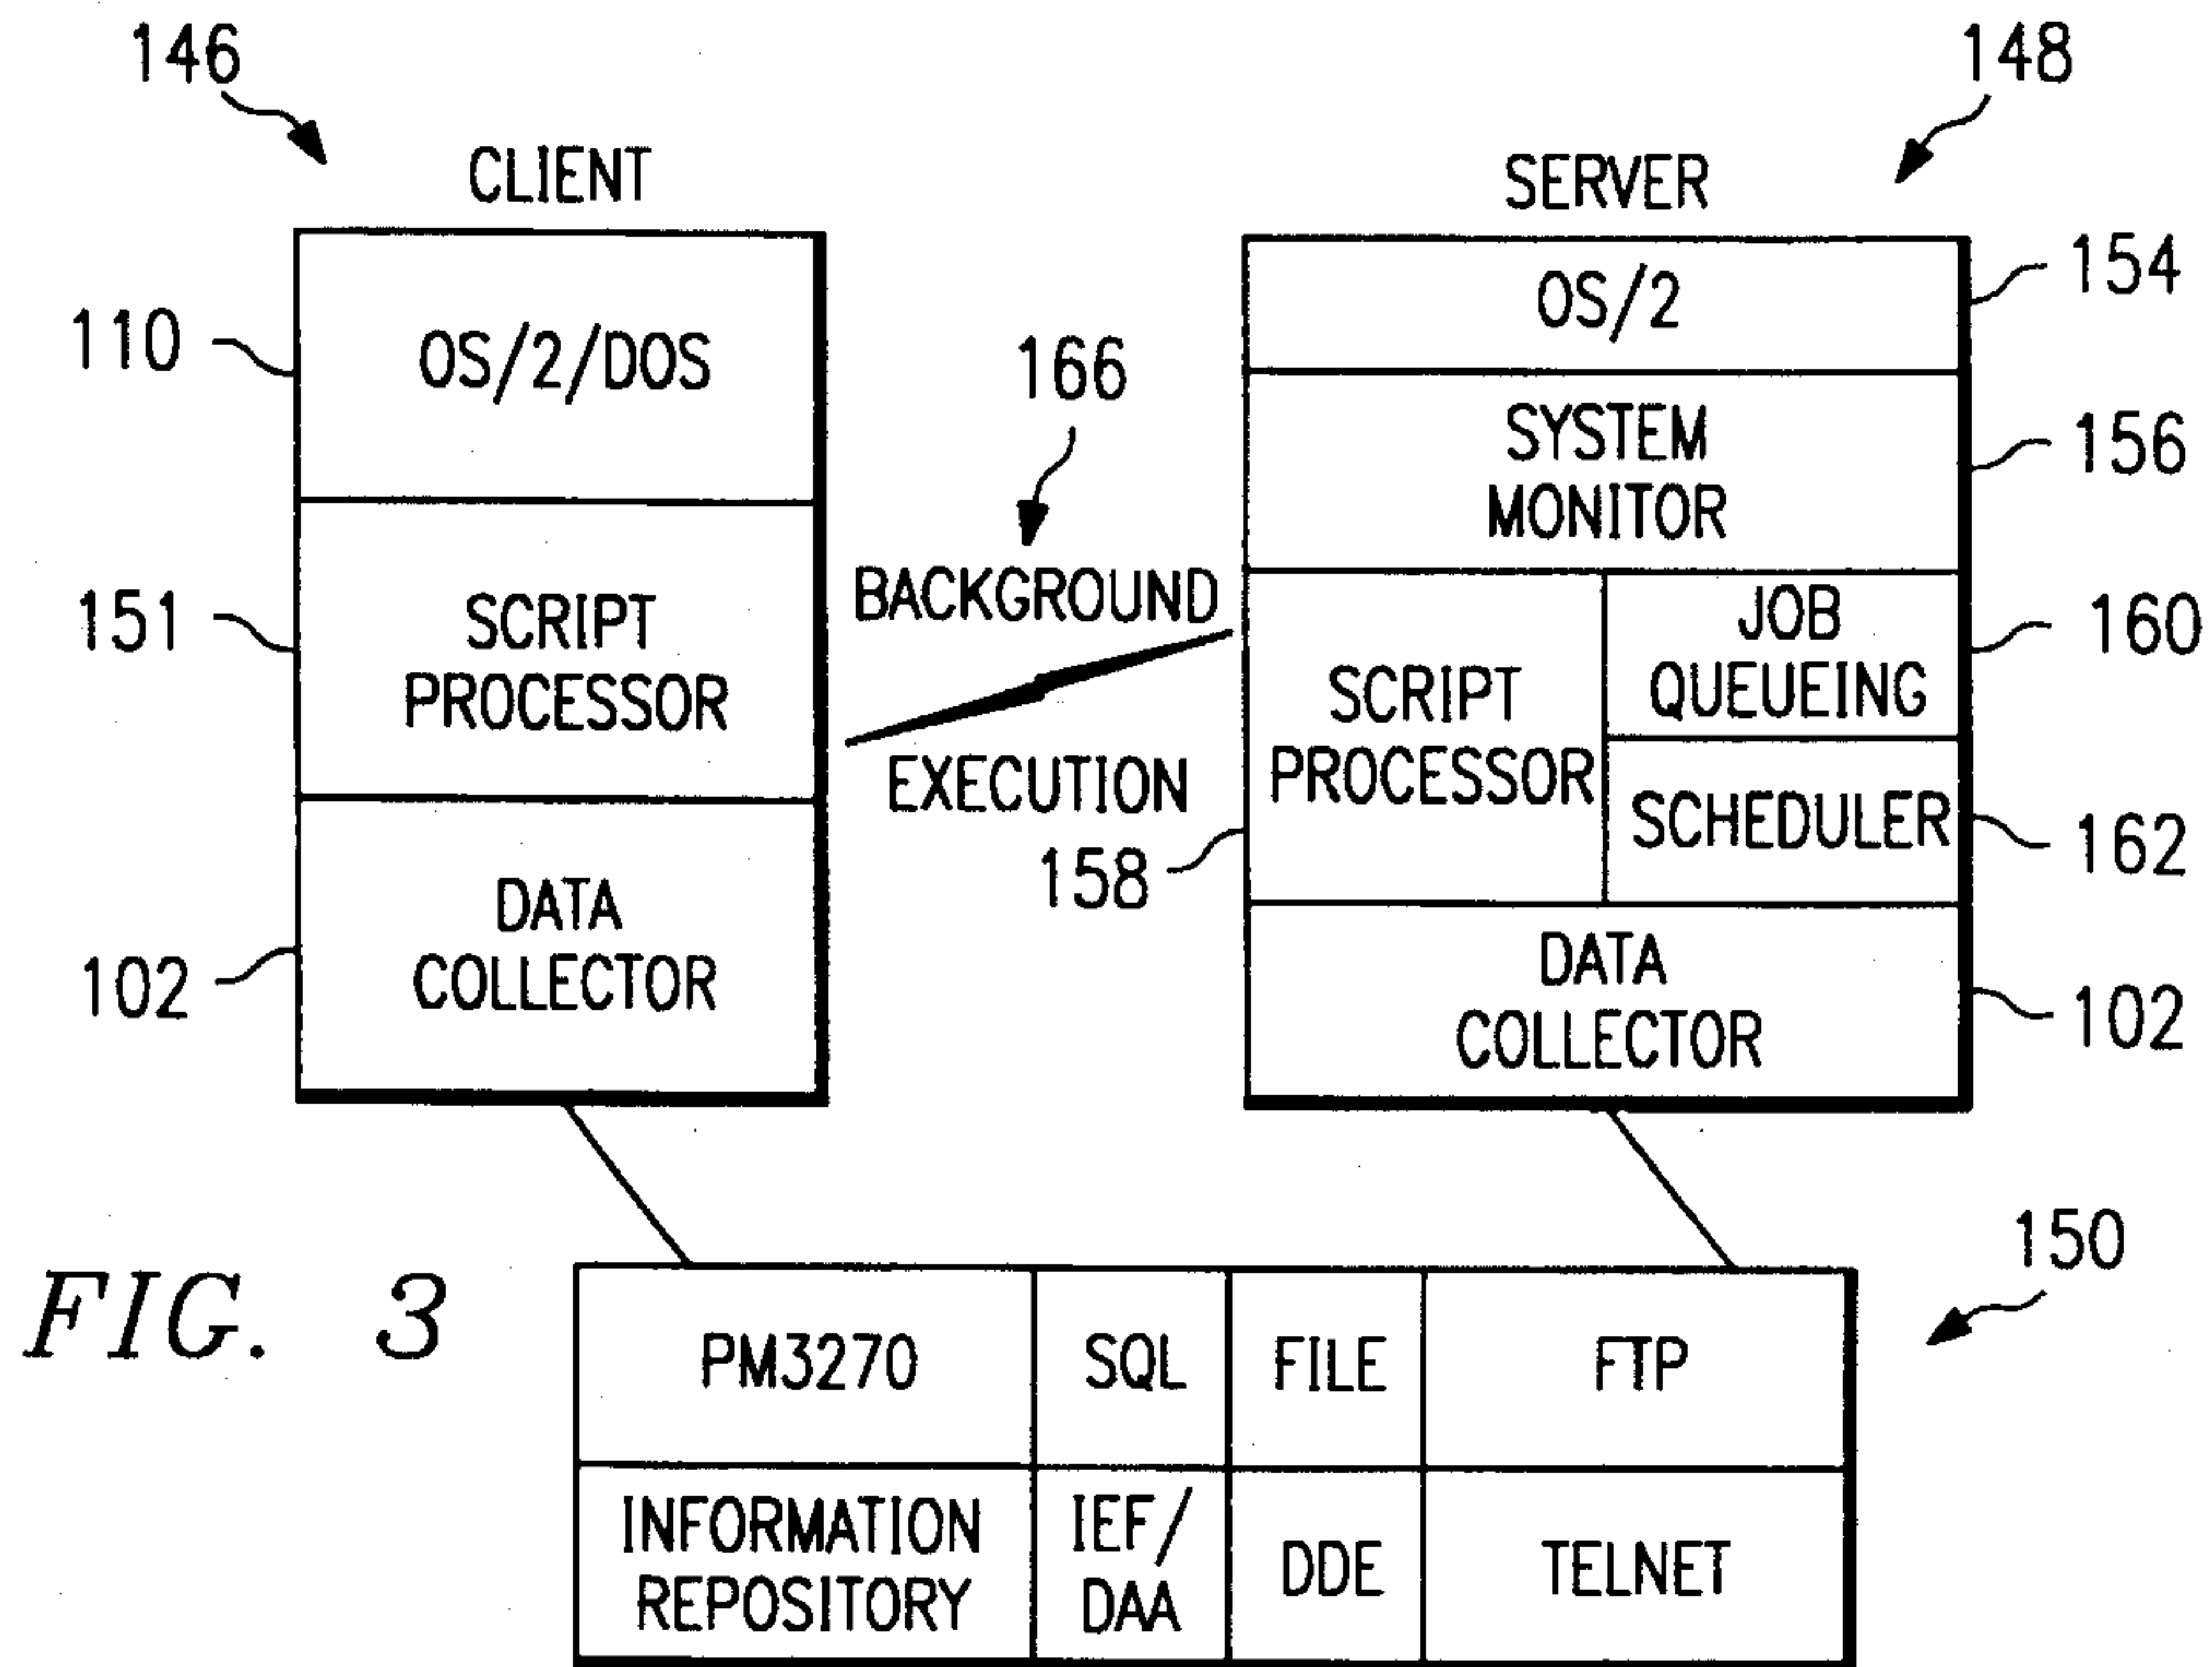 146
148
CLIENT
SERVER
OS/2
154
110
OS/2/DOS
166
SYSTEM
MONITOR
156
BACKGROUND
JOB
QUEUEING
160
151
SCRIPT
PROCESSOR
SCRIPT
PROCESSOR
EXECUTION
SCHEDULER
162
158
DATA
COLLECTOR
102
DATA
COLLECTOR
102
150
FIG. 3
PM3270
SQL
FILE
FTP
INFORMATION
REPOSITORY
IEF/
DAA
DDE
TELNET